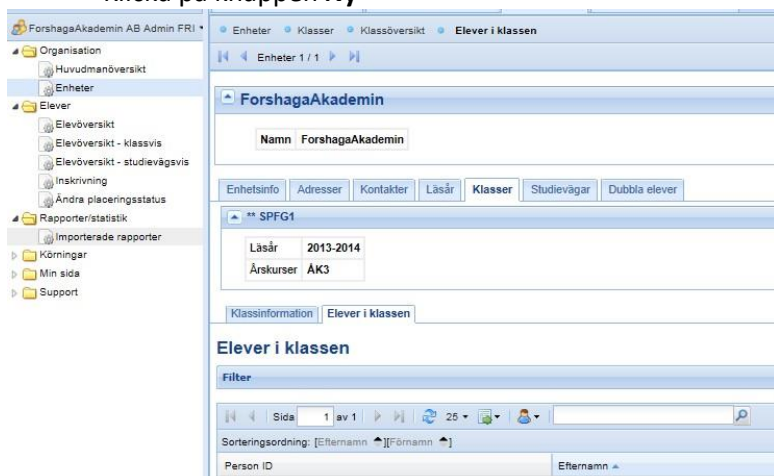 Klicka på knappen Ny
ForshagaAkademin AB Admin FRI
Organisation
Huvudmanöversikt
Enheter
Elever
Elevöversikt
Elevöversikt - klassvis
Elevöversikt - studievägsvis
Inskrivning
Ändra placeringsstatus
Rapporter/statistik
Importerade rapporter
Körningar
Min sida
Support
Enheter Klasser Klassöversikt Elever i klassen
Enheter 1 / 1
ForshagaAkademin
Namn ForshagaAkademin
Enhetsinfo Adresser Kontakter Läsår Klasser Studievägar Dubbla elever
** SPFG1
Läsår 2013-2014
Årskurser ÅK3
Klassinformation Elever i klassen
Elever i klassen
Filter
Sida 1 av 1 25
Sorteringsordning: [Efternamn][Förnamn]
Person ID Efternamn